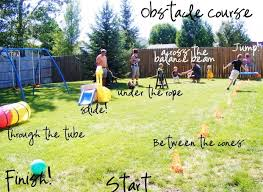 obstacle course
across the
balance beam
Jump!
under the rope
slide!
through the tube
Between the cones
Finish!
Start